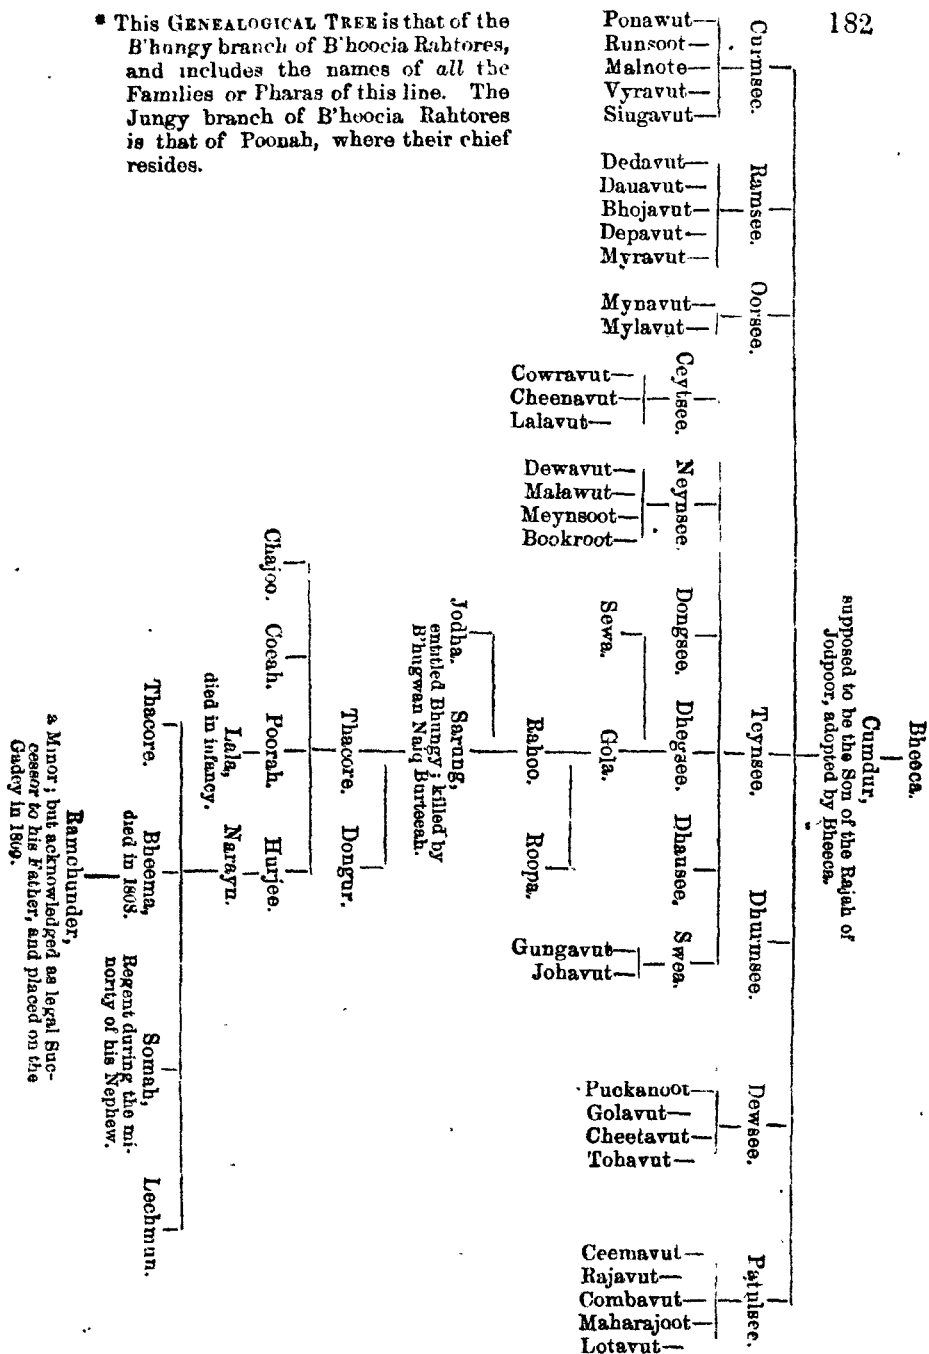 182
* This GENEALOGICAL TREE is that of the
B'hungy branch of B'hoocia Rahtores,
and includes the names of all the
Families or Pharas of this line. The
Jungy branch of B'hoocia Rahtores
is that of Poonah, where their chief
resides.
Bheeca.
Cumdur,
supposed to be the Son of the Rajah of
Jodpoor, adopted by Bheeca.
Curmsee.
Ponawut
Runsoot
Malnote
Vyravut
Singavut
Ramsee.
Dedavut
Dauavut
Bhojavut
Depavut
Myravut
Oorsee.
Mynavut
Mylavut
Teynsee.
Dhurmsee.
Dewsee.
Puckanoot
Golavut
Cheetavut
Tohavut
Patulsee.
Ceemavut
Rajavut
Combavut
Maharajoot
Lotavut
Ceytsee.
Cowravut
Cheenavut
Lalavut
Neynsee.
Dewavut
Malawut
Meynsoot
Bookroot
Dongsee.
Dhegsee.
Dhausee.
Swea.
Gungavut
Johavut
Sewa.
Goja.
Rahoo.
Roopa.
Jodha.
Sarung,
entitled Bhungy; killed by
B'hugwan Naiq Burteeah.
Thacore.
Dongur.
Chajoo.
Coeah.
Poorah.
Hurjee.
Lala,
died in infancy.
Narayn.
Thacore.
Bheema,
died in 1808.
Somah,
Regent during the mi-
nority of his Nephew.
Lechmun.
Ramchunder,
a Minor; but acknowledged as legal Suc-
cessor to his Father, and placed on the
Gadey in 1809.